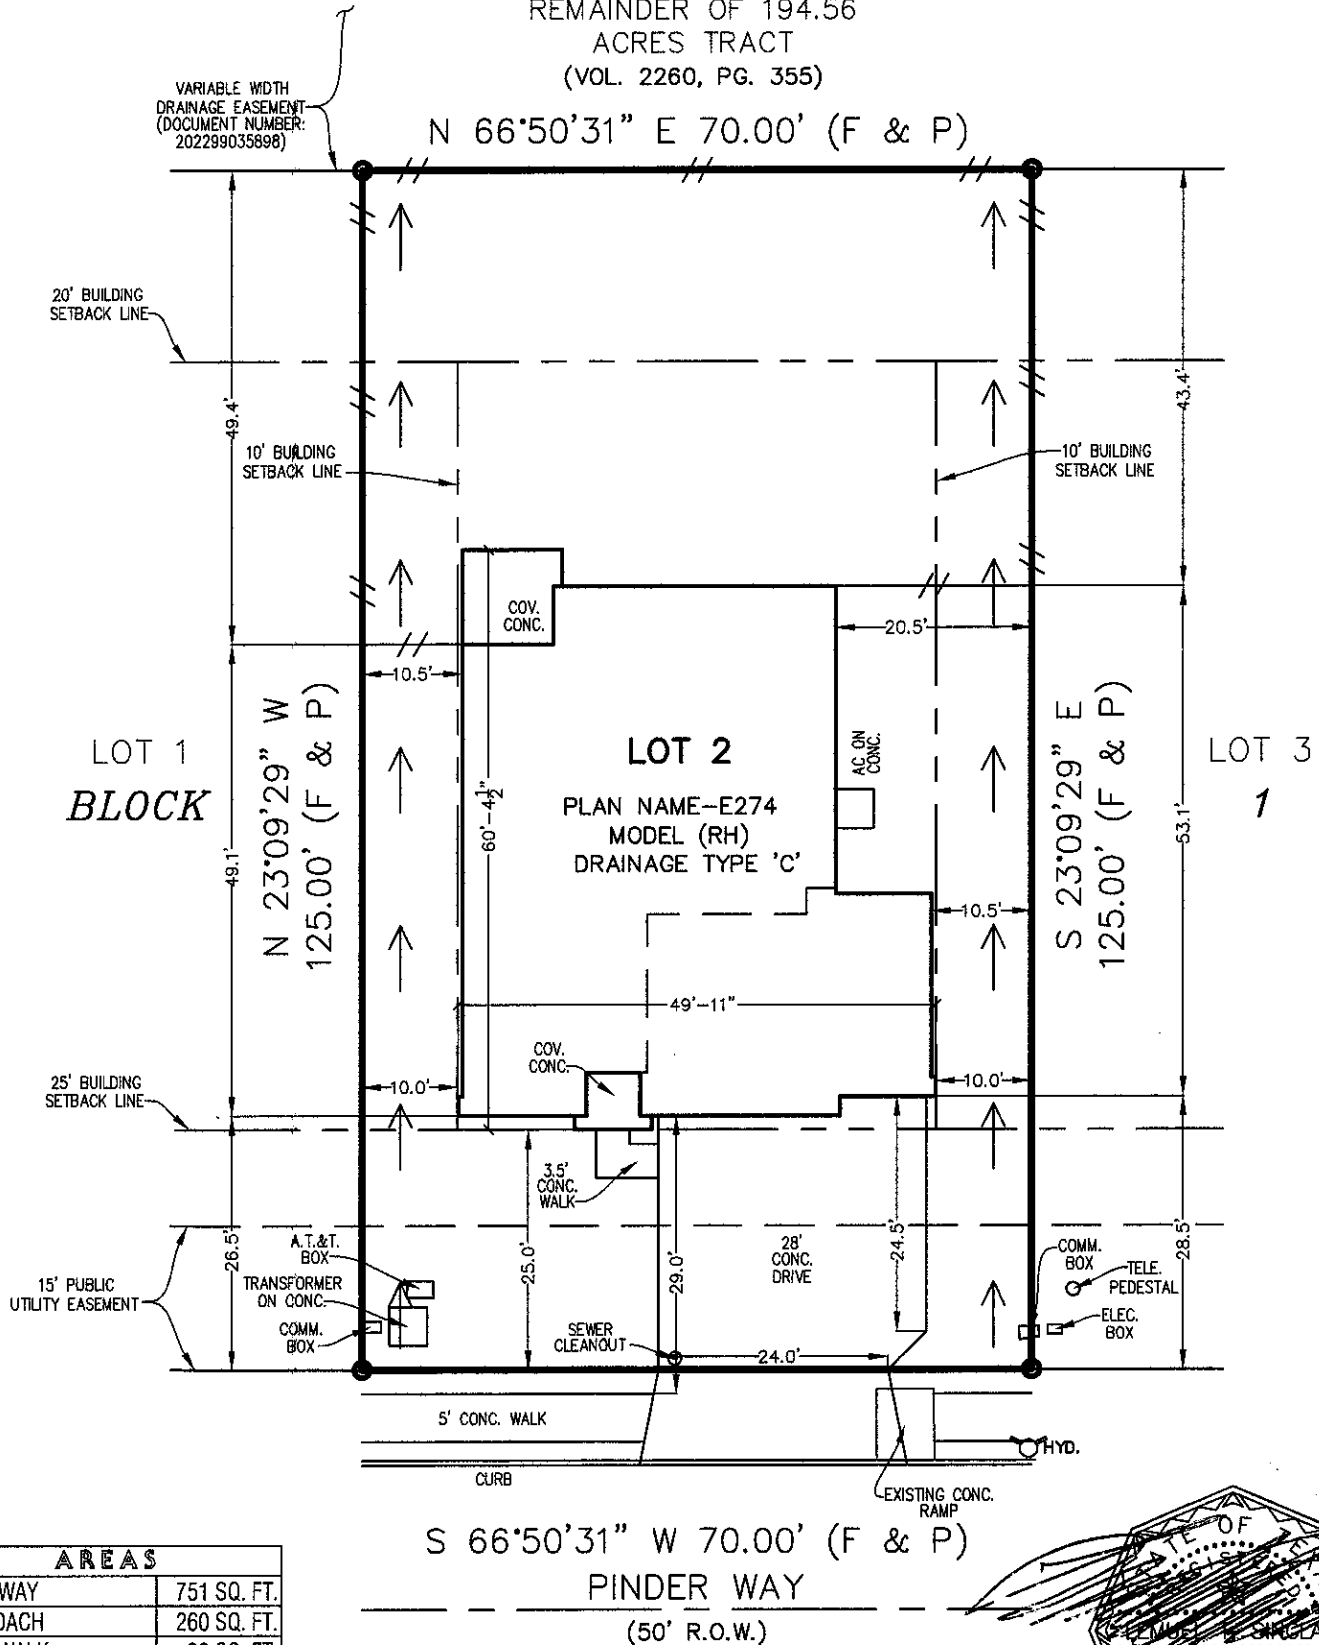 REMAINDER OF 194.56
ACRES TRACT
(VOL. 2260, PG. 355)
VARIABLE WIDTH
DRAINAGE EASEMENT
(DOCUMENT NUMBER:
202299035898)
N 66°50'31" E 70.00' (F & P)
20' BUILDING
SETBACK LINE
49.4'
43.4'
10' BUILDING
SETBACK LINE
10' BUILDING
SETBACK LINE
COV.
CONC.
20.5'
10.5'
LOT 1
BLOCK
N 23°09'29" W
125.00' (F & P)
49.1'
60'-4½"
LOT 2
PLAN NAME-E274
MODEL (RH)
DRAINAGE TYPE 'C'
AC ON
CONC.
S 23°09'29" E
125.00' (F & P)
53.1'
LOT 3
1
10.5'
49'-11"
COV.
CONC.
25' BUILDING
SETBACK LINE
10.0'
10.0'
3.5'
CONC.
WALK
26.5'
25.0'
29.0'
28'
CONC.
DRIVE
24.5'
28.5'
15' PUBLIC
UTILITY EASEMENT
A.T.&T.
BOX
TRANSFORMER
ON CONC.
COMM.
BOX
SEWER
CLEANOUT
24.0'
COMM.
BOX
TELE.
PEDESTAL
ELEC.
BOX
5' CONC. WALK
HYD.
CURB
EXISTING CONC.
RAMP
S 66°50'31" W 70.00' (F & P)
PINDER WAY
(50' R.O.W.)
AREAS
WAY 751 SQ. FT.
OACH 260 SQ. FT.
OF